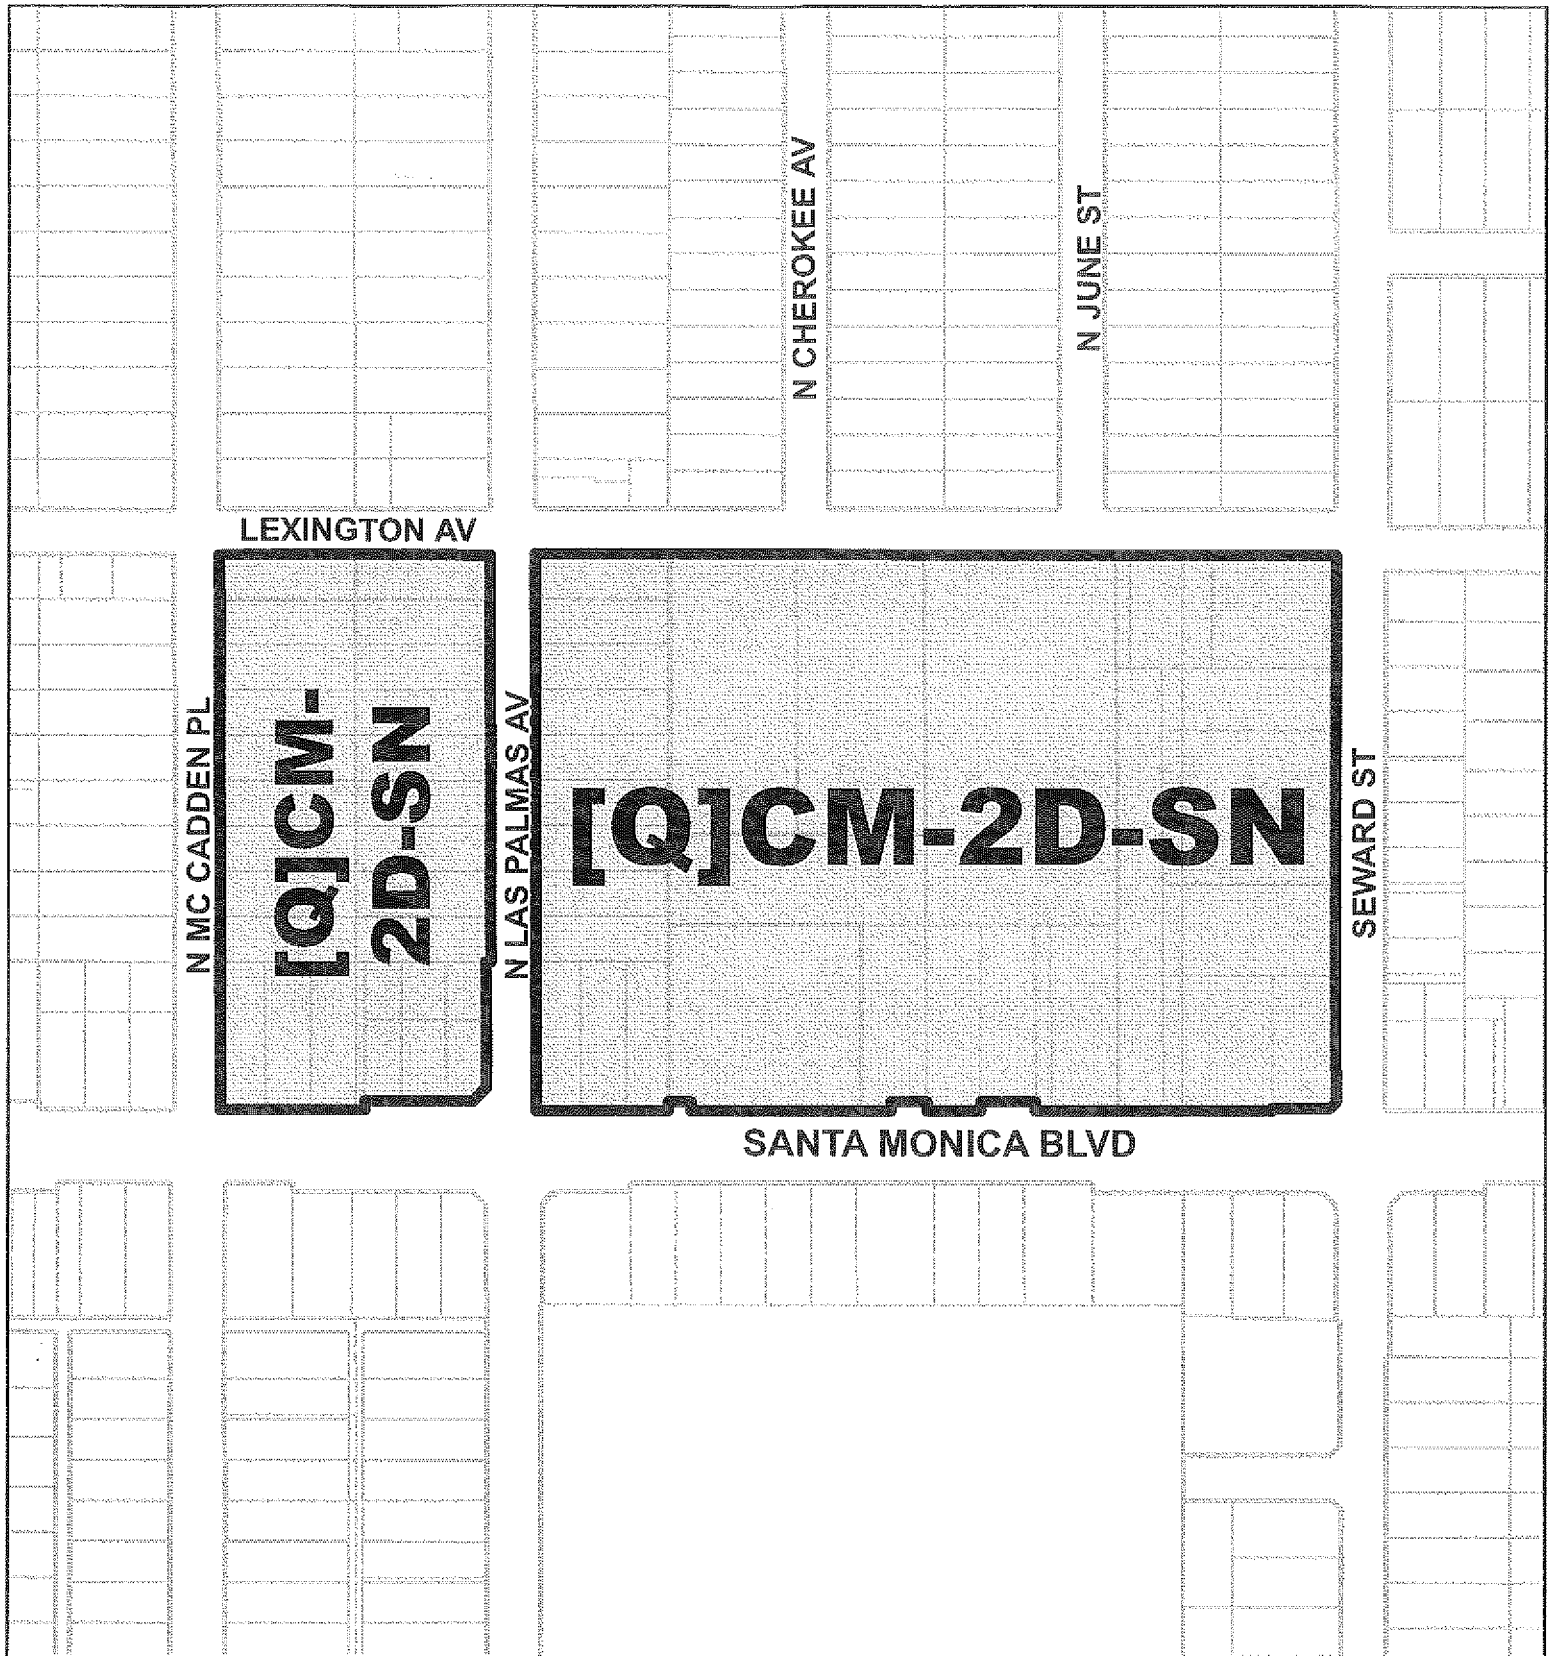 N CHEROKEE AV
N JUNE ST
LEXINGTON AV
N MC CADDEN PL
[Q]CM-
2D-SN
N LAS PALMAS AV
[Q]CM-2D-SN
SEWARD ST
SANTA MONICA BLVD